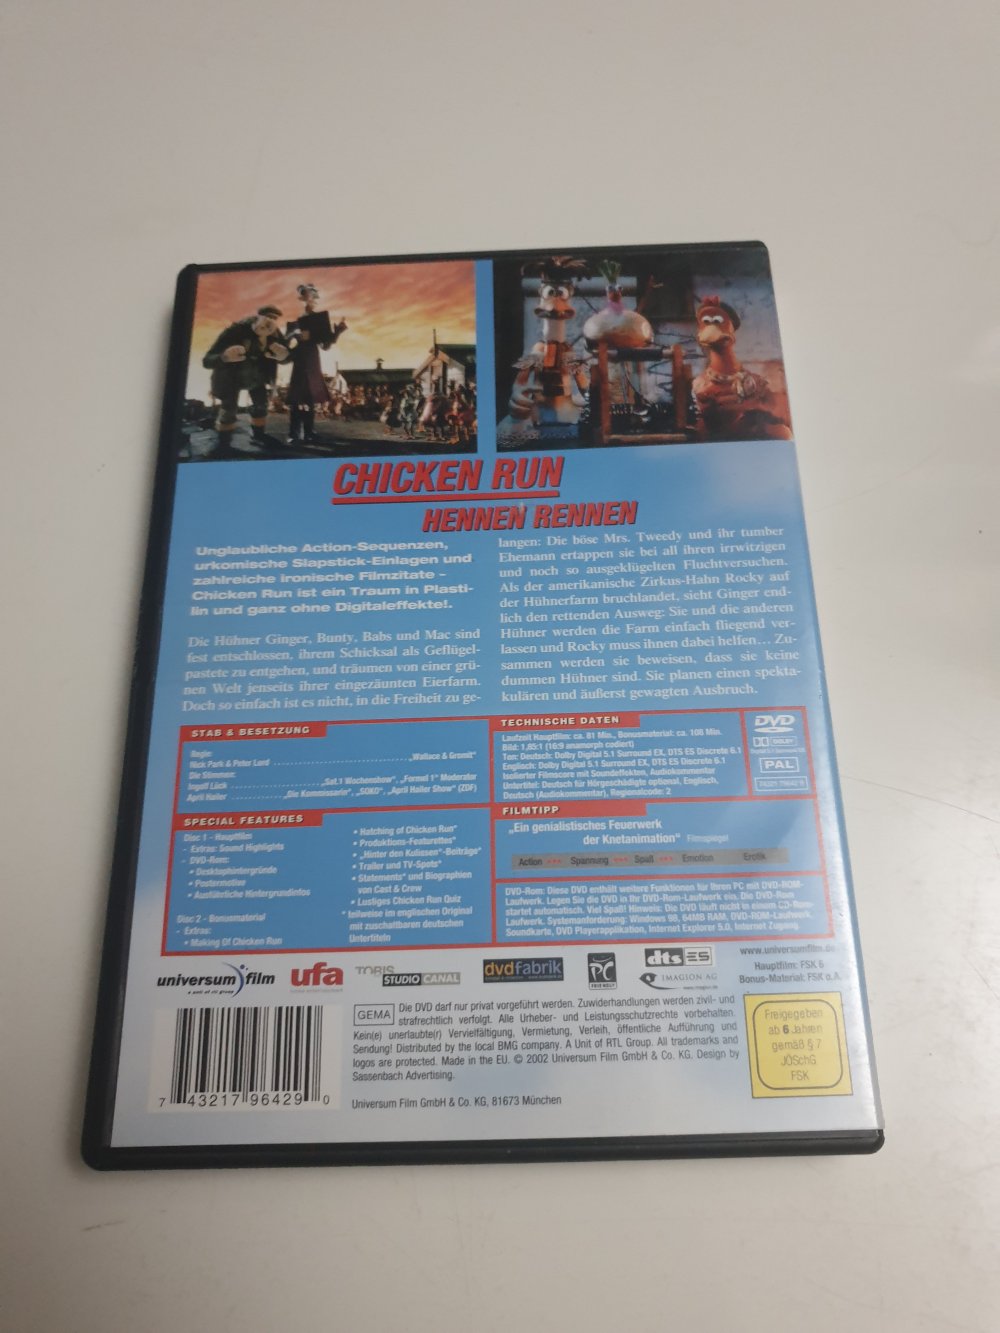 CHICKEN RUN
HENNEN RENNEN
Unglaubliche Action-Sequenzen,
urkomische Slapstick-Einlagen und
zahlreiche ironische Filmzitate -
Chicken Run ist ein Traum in Plasti-
lin und ganz ohne Digitaleffekte!.
Die Hühner Ginger, Bunty, Babs und Mac sind
fest entschlossen, ihrem Schicksal als Geflügel-
pastete zu entgehen, und träumen von einer grü-
nen Welt jenseits ihrer eingezäunten Eierfarm.
Doch so einfach ist es nicht, in die Freiheit zu ge-
langen: Die böse Mrs. Tweedy und ihr tumber
Ehemann ertappen sie bei all ihren irrwitzigen
und noch so ausgeklügelten Fluchtversuchen.
Als der amerikanische Zirkus-Hahn Rocky auf
der Hühnerfarm bruchlandet, sieht Ginger end-
lich den rettenden Ausweg: Sie und die anderen
Hühner werden die Farm einfach fliegend ver-
lassen und Rocky muss ihnen dabei helfen... Zu-
sammen werden sie beweisen, dass sie keine
dummen Hühner sind. Sie planen einen spekta-
kulären und äußerst gewagten Ausbruch.
STAB & BESETZUNG
Regie:
Nick Park & Peter Lord ........ „Wallace & Gromit"
Die Stimmen:
Ingolf Lück ........ „Sat.1 Wochenshow", „Formel 1" Moderator
April Hailer ........ „Die Kommissarin", „SOKO", „April Hailer Show" (ZDF)
SPECIAL FEATURES
Disc 1 - Hauptfilm
- Extras: Sound Highlights
- DVD-Rom:
• Desktophintergründe
• Postermotive
• Ausführliche Hintergrundinfos
Disc 2 - Bonusmaterial
- Extras:
• Making Of Chicken Run
• Hatching of Chicken Run*
• Produktions-Featurettes*
• „Hinter den Kulissen"-Beiträge*
• Trailer und TV-Spots*
• Statements* und Biographien
von Cast & Crew
• Lustiges Chicken Run Quiz
* teilweise im englischen Original
mit zuschaltbaren deutschen
Untertiteln
TECHNISCHE DATEN
Laufzeit Hauptfilm: ca. 81 Min., Bonusmaterial: ca. 108 Min.
Bild: 1,85:1 (16:9 anamorph codiert)
Ton: Deutsch: Dolby Digital 5.1 Surround EX, DTS ES Discrete 6.1
Englisch: Dolby Digital 5.1 Surround EX, DTS ES Discrete 6.1
Isolierter Filmscore mit Soundeffekten, Audiokommentar
Untertitel: Deutsch für Hörgeschädigte optional, Englisch,
Deutsch (Audiokommentar), Regionalcode: 2
DVD
DOLBY
PAL
FILMTIPP
„Ein genialistisches Feuerwerk
der Knetanimation" Filmspiegel
Action Spannung Spaß Emotion Erotik
DVD-Rom: Diese DVD enthält weitere Funktionen für Ihren PC mit DVD-ROM-
Laufwerk. Legen Sie die DVD in Ihr DVD-Rom-Laufwerk ein. Die DVD-Rom
startet automatisch. Viel Spaß! Hinweis: Die DVD läuft nicht in einem CD-Rom-
Laufwerk. Systemanforderung: Windows 98, 64MB RAM, DVD-ROM-Laufwerk,
Soundkarte, DVD Playerapplikation, Internet Explorer 5.0, Internet Zugang.
universum film
ufa
TOBIS
STUDIO CANAL
dvdfabrik
PC
FRIENDLY
dts ES
IMAGION AG
www.imagion.de
www.universumfilm.de
Hauptfilm: FSK 6
Bonus-Material: FSK o.A.
GEMA
Die DVD darf nur privat vorgeführt werden. Zuwiderhandlungen werden zivil- und
strafrechtlich verfolgt. Alle Urheber- und Leistungsschutzrechte vorbehalten.
Kein(e) unerlaubte(r) Vervielfältigung, Vermietung, Verleih, öffentliche Aufführung und
Sendung! Distributed by the local BMG company. A Unit of RTL Group. All trademarks and
logos are protected. Made in the EU. © 2002 Universum Film GmbH & Co. KG. Design by
Sassenbach Advertising.
Universum Film GmbH & Co. KG, 81673 München
7 43217 96429 0
Freigegeben
ab 6 Jahren
gemäß § 7
JÖSchG
FSK